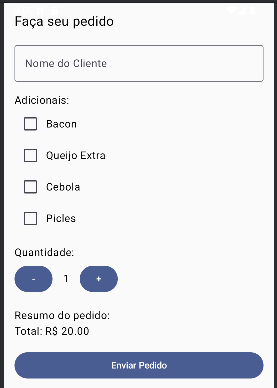 Faça seu pedido
Nome do Cliente
Adicionais:
Bacon
Queijo Extra
Cebola
Picles
Quantidade:
- 1 +
Resumo do pedido:
Total: R$ 20.00
Enviar Pedido